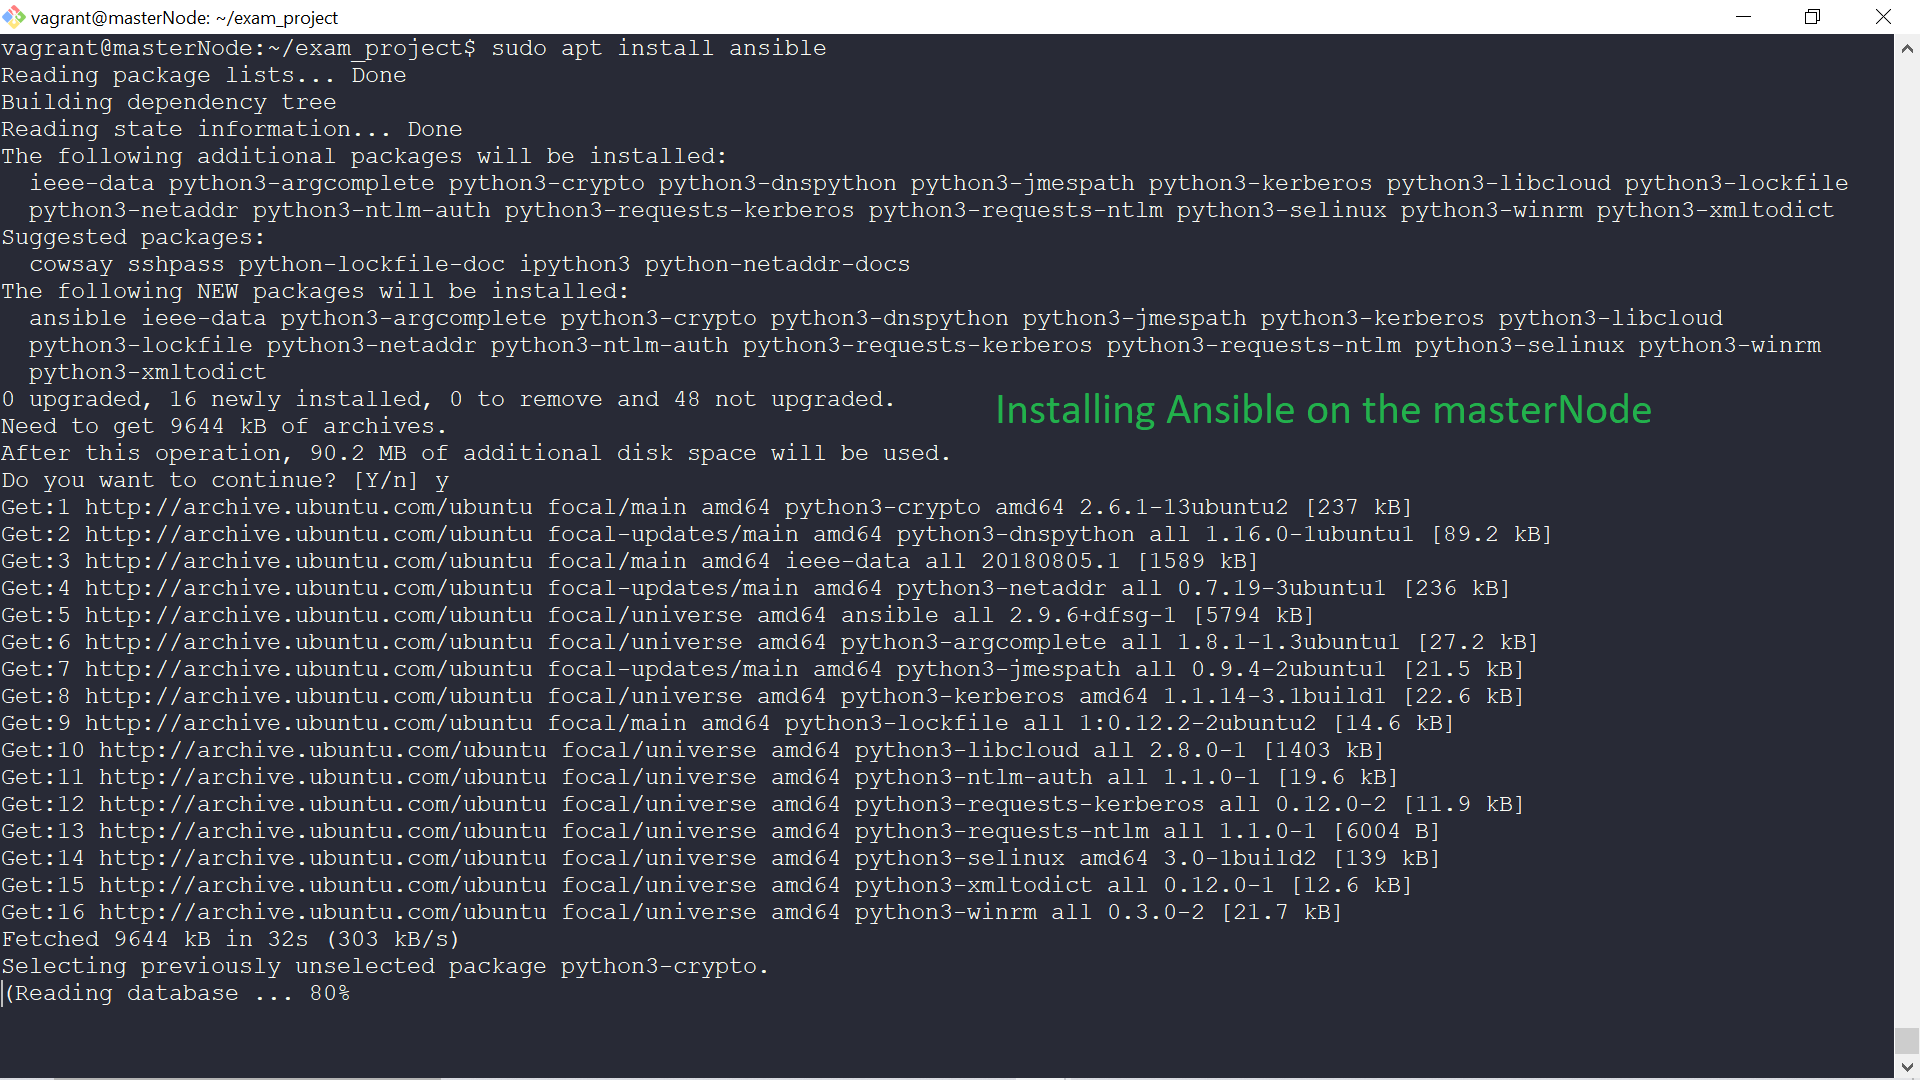 vagrant@masterNode: ~/exam_project
vagrant@masterNode:~/exam_project$ sudo apt install ansible
Reading package lists... Done
Building dependency tree
Reading state information... Done
The following additional packages will be installed:
  ieee-data python3-argcomplete python3-crypto python3-dnspython python3-jmespath python3-kerberos python3-libcloud python3-lockfile
  python3-netaddr python3-ntlm-auth python3-requests-kerberos python3-requests-ntlm python3-selinux python3-winrm python3-xmltodict
Suggested packages:
  cowsay sshpass python-lockfile-doc ipython3 python-netaddr-docs
The following NEW packages will be installed:
  ansible ieee-data python3-argcomplete python3-crypto python3-dnspython python3-jmespath python3-kerberos python3-libcloud
  python3-lockfile python3-netaddr python3-ntlm-auth python3-requests-kerberos python3-requests-ntlm python3-selinux python3-winrm
  python3-xmltodict
0 upgraded, 16 newly installed, 0 to remove and 48 not upgraded.
Installing Ansible on the masterNode
Need to get 9644 kB of archives.
After this operation, 90.2 MB of additional disk space will be used.
Do you want to continue? [Y/n] y
Get:1 http://archive.ubuntu.com/ubuntu focal/main amd64 python3-crypto amd64 2.6.1-13ubuntu2 [237 kB]
Get:2 http://archive.ubuntu.com/ubuntu focal-updates/main amd64 python3-dnspython all 1.16.0-1ubuntu1 [89.2 kB]
Get:3 http://archive.ubuntu.com/ubuntu focal/main amd64 ieee-data all 20180805.1 [1589 kB]
Get:4 http://archive.ubuntu.com/ubuntu focal-updates/main amd64 python3-netaddr all 0.7.19-3ubuntu1 [236 kB]
Get:5 http://archive.ubuntu.com/ubuntu focal/universe amd64 ansible all 2.9.6+dfsg-1 [5794 kB]
Get:6 http://archive.ubuntu.com/ubuntu focal/universe amd64 python3-argcomplete all 1.8.1-1.3ubuntu1 [27.2 kB]
Get:7 http://archive.ubuntu.com/ubuntu focal-updates/main amd64 python3-jmespath all 0.9.4-2ubuntu1 [21.5 kB]
Get:8 http://archive.ubuntu.com/ubuntu focal/universe amd64 python3-kerberos amd64 1.1.14-3.1build1 [22.6 kB]
Get:9 http://archive.ubuntu.com/ubuntu focal/main amd64 python3-lockfile all 1:0.12.2-2ubuntu2 [14.6 kB]
Get:10 http://archive.ubuntu.com/ubuntu focal/universe amd64 python3-libcloud all 2.8.0-1 [1403 kB]
Get:11 http://archive.ubuntu.com/ubuntu focal/universe amd64 python3-ntlm-auth all 1.1.0-1 [19.6 kB]
Get:12 http://archive.ubuntu.com/ubuntu focal/universe amd64 python3-requests-kerberos all 0.12.0-2 [11.9 kB]
Get:13 http://archive.ubuntu.com/ubuntu focal/universe amd64 python3-requests-ntlm all 1.1.0-1 [6004 B]
Get:14 http://archive.ubuntu.com/ubuntu focal/universe amd64 python3-selinux amd64 3.0-1build2 [139 kB]
Get:15 http://archive.ubuntu.com/ubuntu focal/universe amd64 python3-xmltodict all 0.12.0-1 [12.6 kB]
Get:16 http://archive.ubuntu.com/ubuntu focal/universe amd64 python3-winrm all 0.3.0-2 [21.7 kB]
Fetched 9644 kB in 32s (303 kB/s)
Selecting previously unselected package python3-crypto.
(Reading database ... 80%